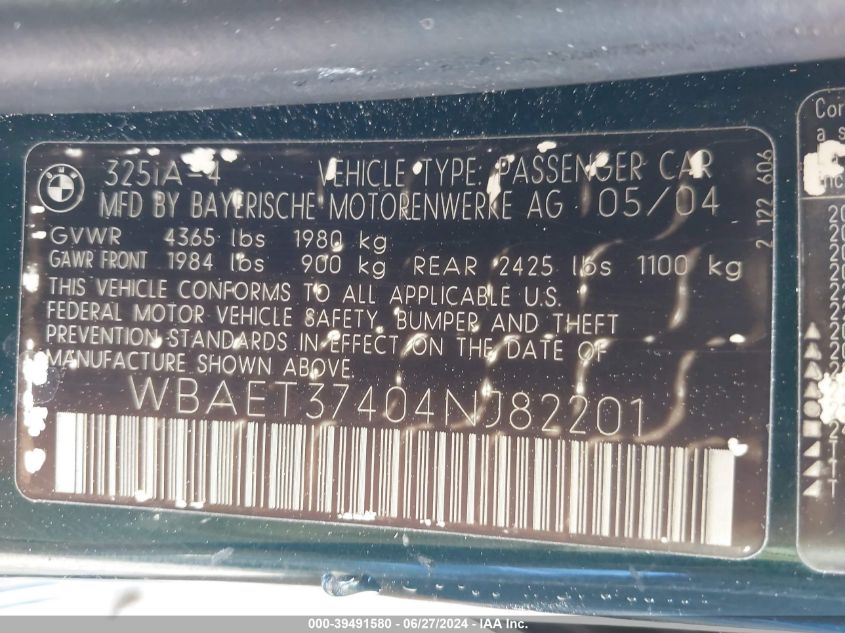 325iA-4 VEHICLE TYPE: PASSENGER CAR
MFD BY BAYERISCHE MOTORENWERKE AG 05/04
GVWR 4365 lbs 1980 kg
GAWR FRONT 1984 lbs 900 kg REAR 2425 lbs 1100 kg
THIS VEHICLE CONFORMS TO ALL APPLICABLE U.S.
FEDERAL MOTOR VEHICLE SAFETY, BUMPER AND THEFT
PREVENTION STANDARDS IN EFFECT ON THE DATE OF
MANUFACTURE SHOWN ABOVE.
WBAET37404NJ82201
2 122 606
Cor
a s
000-39491580 - 06/27/2024 - IAA Inc.